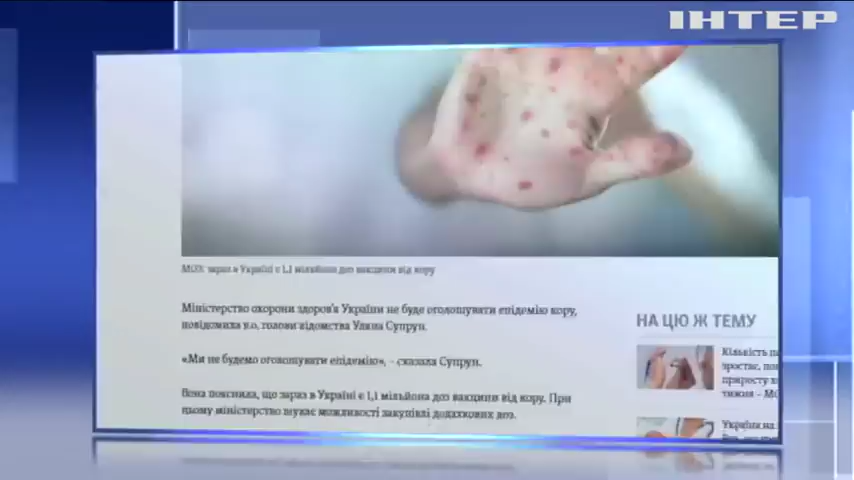 ІНТЕР
МОЗ: зараз в Україні є 1,1 мільйона доз вакцини від кору
Міністерство охорони здоров'я України не буде оголошувати епідемію кору,
повідомила в.о. голови відомства Уляна Супрун.
«Ми не будемо оголошувати епідемію», – сказала Супрун.
Вона пояснила, що зараз в Україні є 1,1 мільйона доз вакцини від кору. При
цьому міністерство шукає можливості закупівлі додаткових доз.
НА ЦЮ Ж ТЕМУ
Кількість
зростає,
приросту
тижня – МО
Україна на